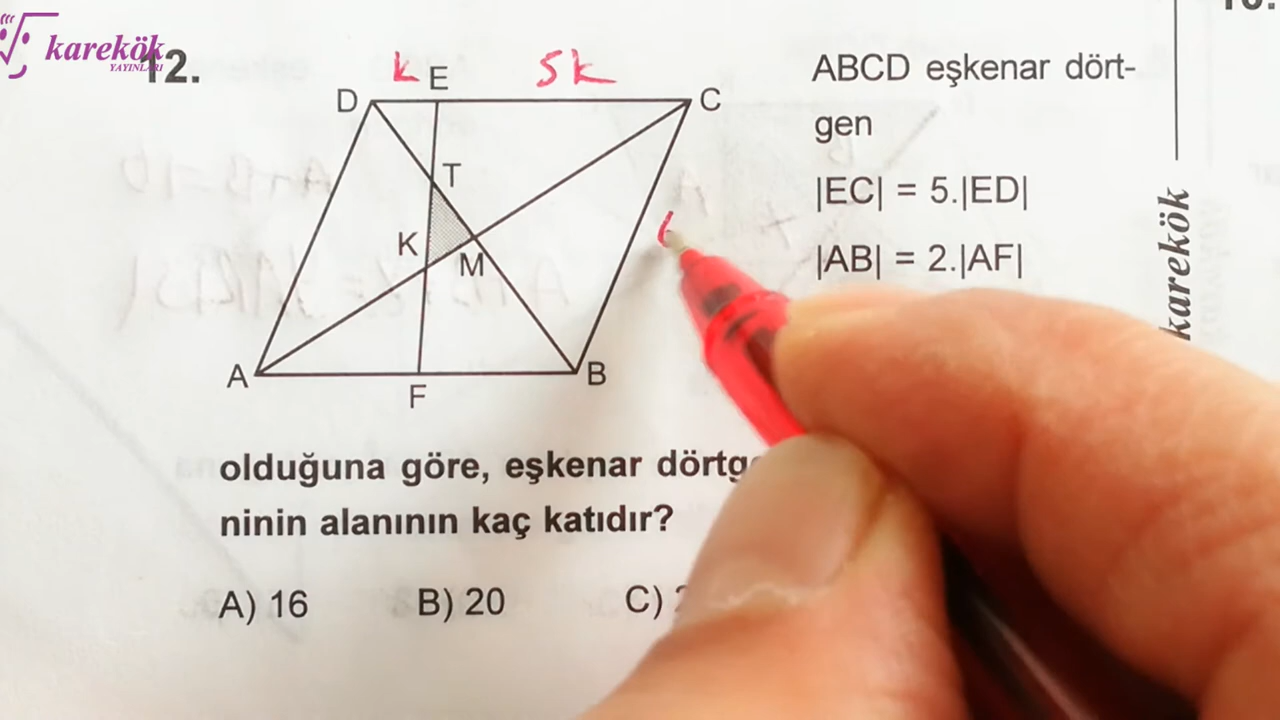 karekök
YAYINLARI
12.
k 5k
D E C
T
K M
A F B
ABCD eşkenar dört-
gen
|EC| = 5.|ED|
|AB| = 2.|AF|
karekök
olduğuna göre, eşkenar
ninin alanının kaç katıdır?
A) 16 B) 20 C)